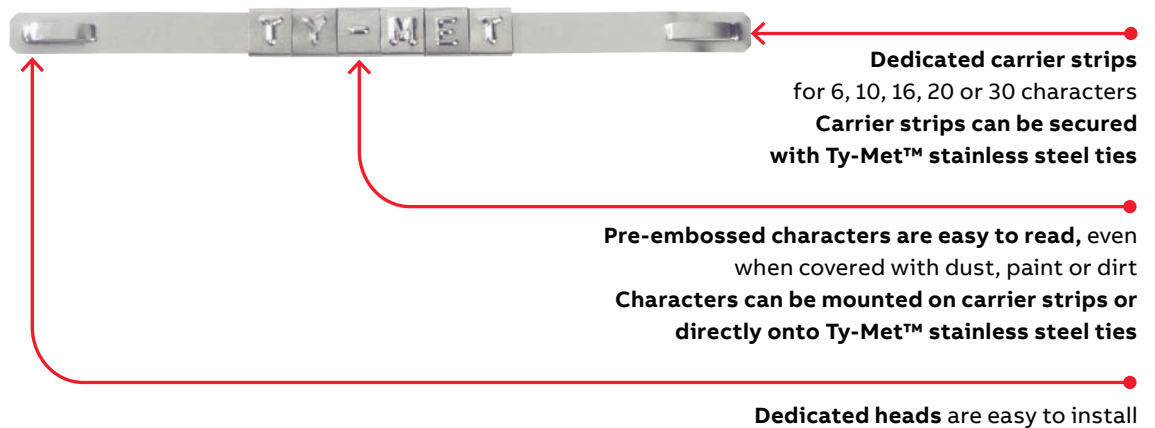 TY-MET
Dedicated carrier strips
for 6, 10, 16, 20 or 30 characters
Carrier strips can be secured
with Ty-Met™ stainless steel ties
Pre-embossed characters are easy to read, even
when covered with dust, paint or dirt
Characters can be mounted on carrier strips or
directly onto Ty-Met™ stainless steel ties
Dedicated heads are easy to install